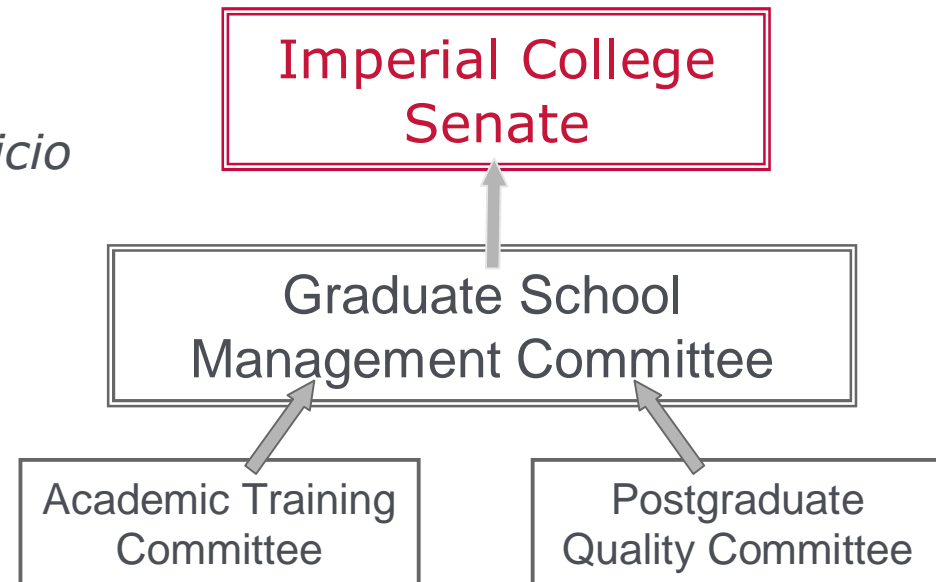 Imperial College
Senate
icio
Graduate School
Management Committee
Academic Training
Committee
Postgraduate
Quality Committee